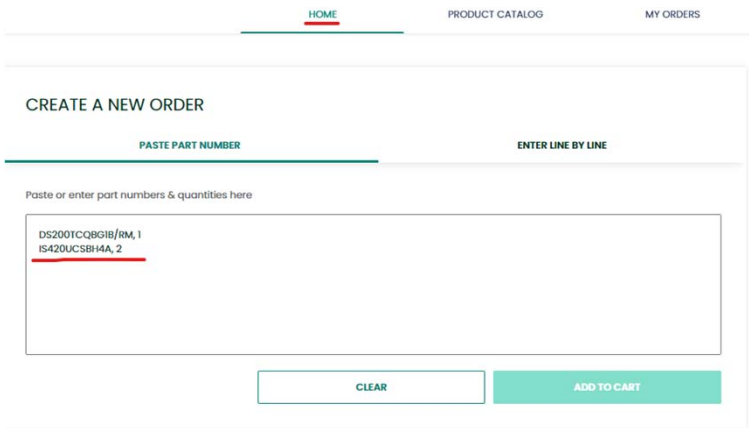 HOME PRODUCT CATALOG MY ORDERS
CREATE A NEW ORDER
PASTE PART NUMBER ENTER LINE BY LINE
Paste or enter part numbers & quantities here
DS200TCQBG1B/RM, 1
IS420UCSBH4A, 2
CLEAR ADD TO CART